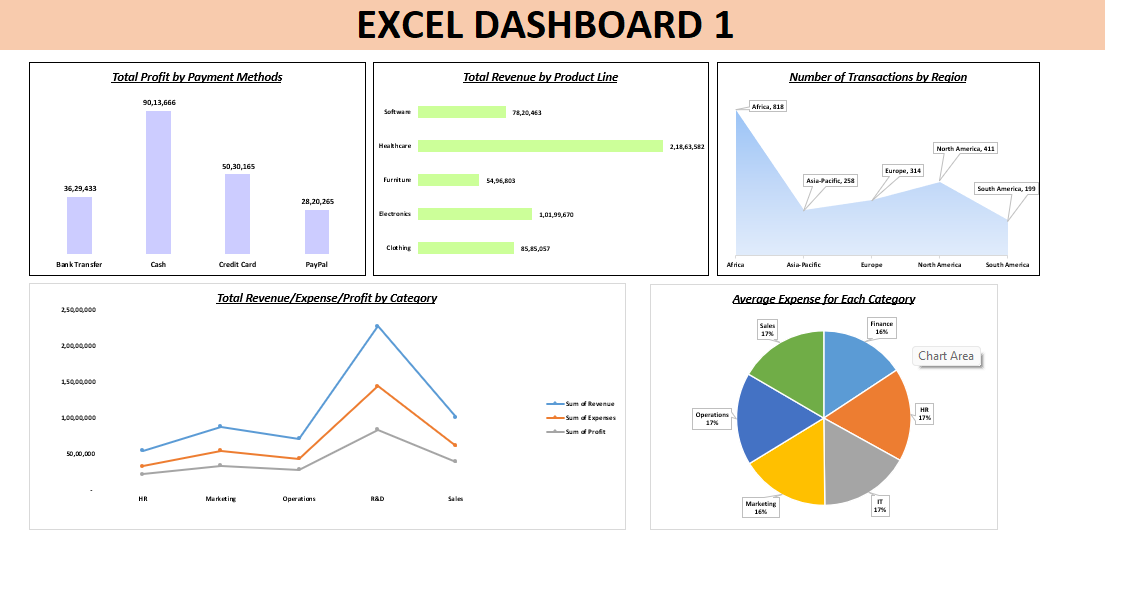 EXCEL DASHBOARD 1
Total Profit by Payment Methods
90,13,666
50,30,165
36,29,433
28,20,265
Bank Transfer
Cash
Credit Card
PayPal
Total Revenue by Product Line
Software
78,20,463
Healthcare
2,18,63,582
Furniture
54,96,803
Electronics
1,01,99,670
Clothing
85,85,057
Number of Transactions by Region
Africa, 818
North America, 411
Europe, 314
Asia-Pacific, 258
South America, 199
Africa
Asia-Pacific
Europe
North America
South America
Total Revenue/Expense/Profit by Category
2,50,00,000
2,00,00,000
1,50,00,000
1,00,00,000
50,00,000
-
HR
Marketing
Operations
R&D
Sales
Sum of Revenue
Sum of Expenses
Sum of Profit
Average Expense for Each Category
Sales
17%
Finance
16%
Chart Area
Operations
17%
HR
17%
Marketing
16%
IT
17%